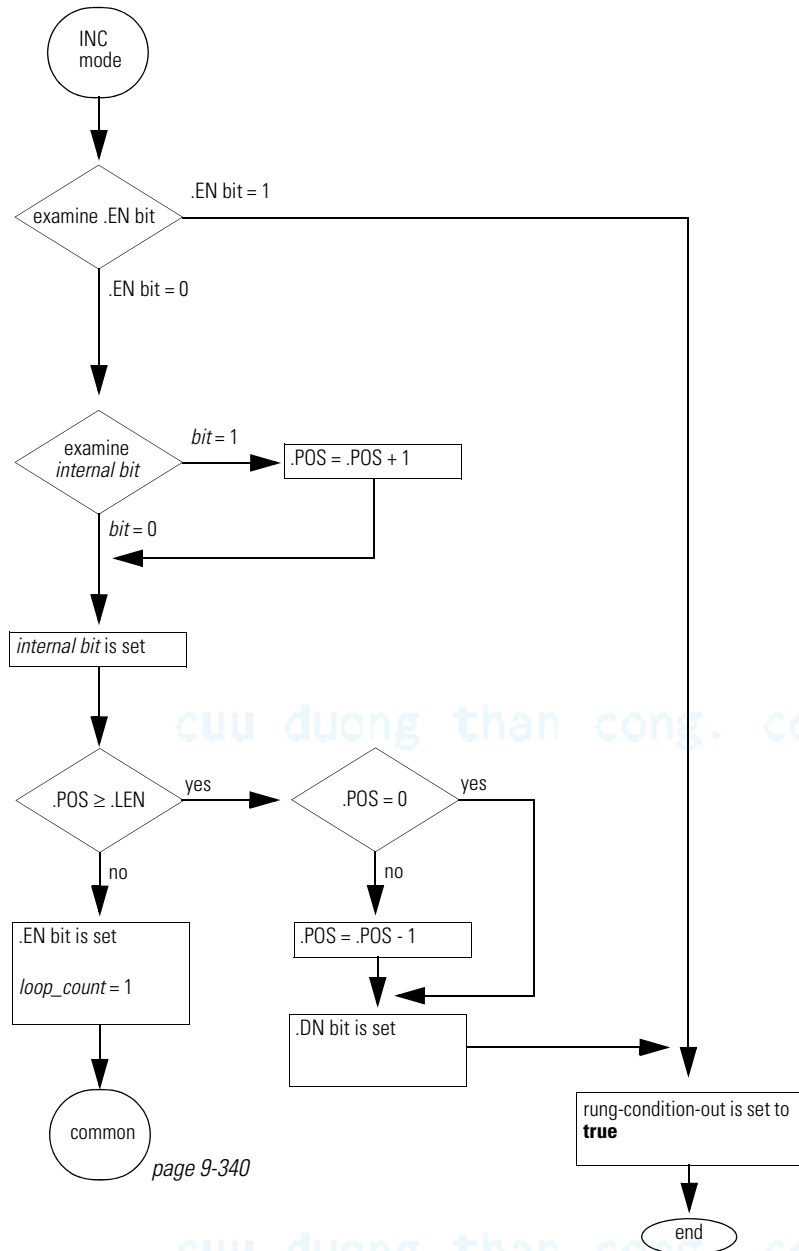 INC
mode
.EN bit = 1
examine .EN bit
.EN bit = 0
examine
internal bit
bit = 1
.POS = .POS + 1
bit = 0
internal bit is set
cuu duong than cong. co
.POS ≥ .LEN
yes
.POS = 0
yes
no
no
.EN bit is set
loop_count = 1
.POS = .POS - 1
.DN bit is set
common
page 9-340
rung-condition-out is set to
true
end
cuu duong than cong. co